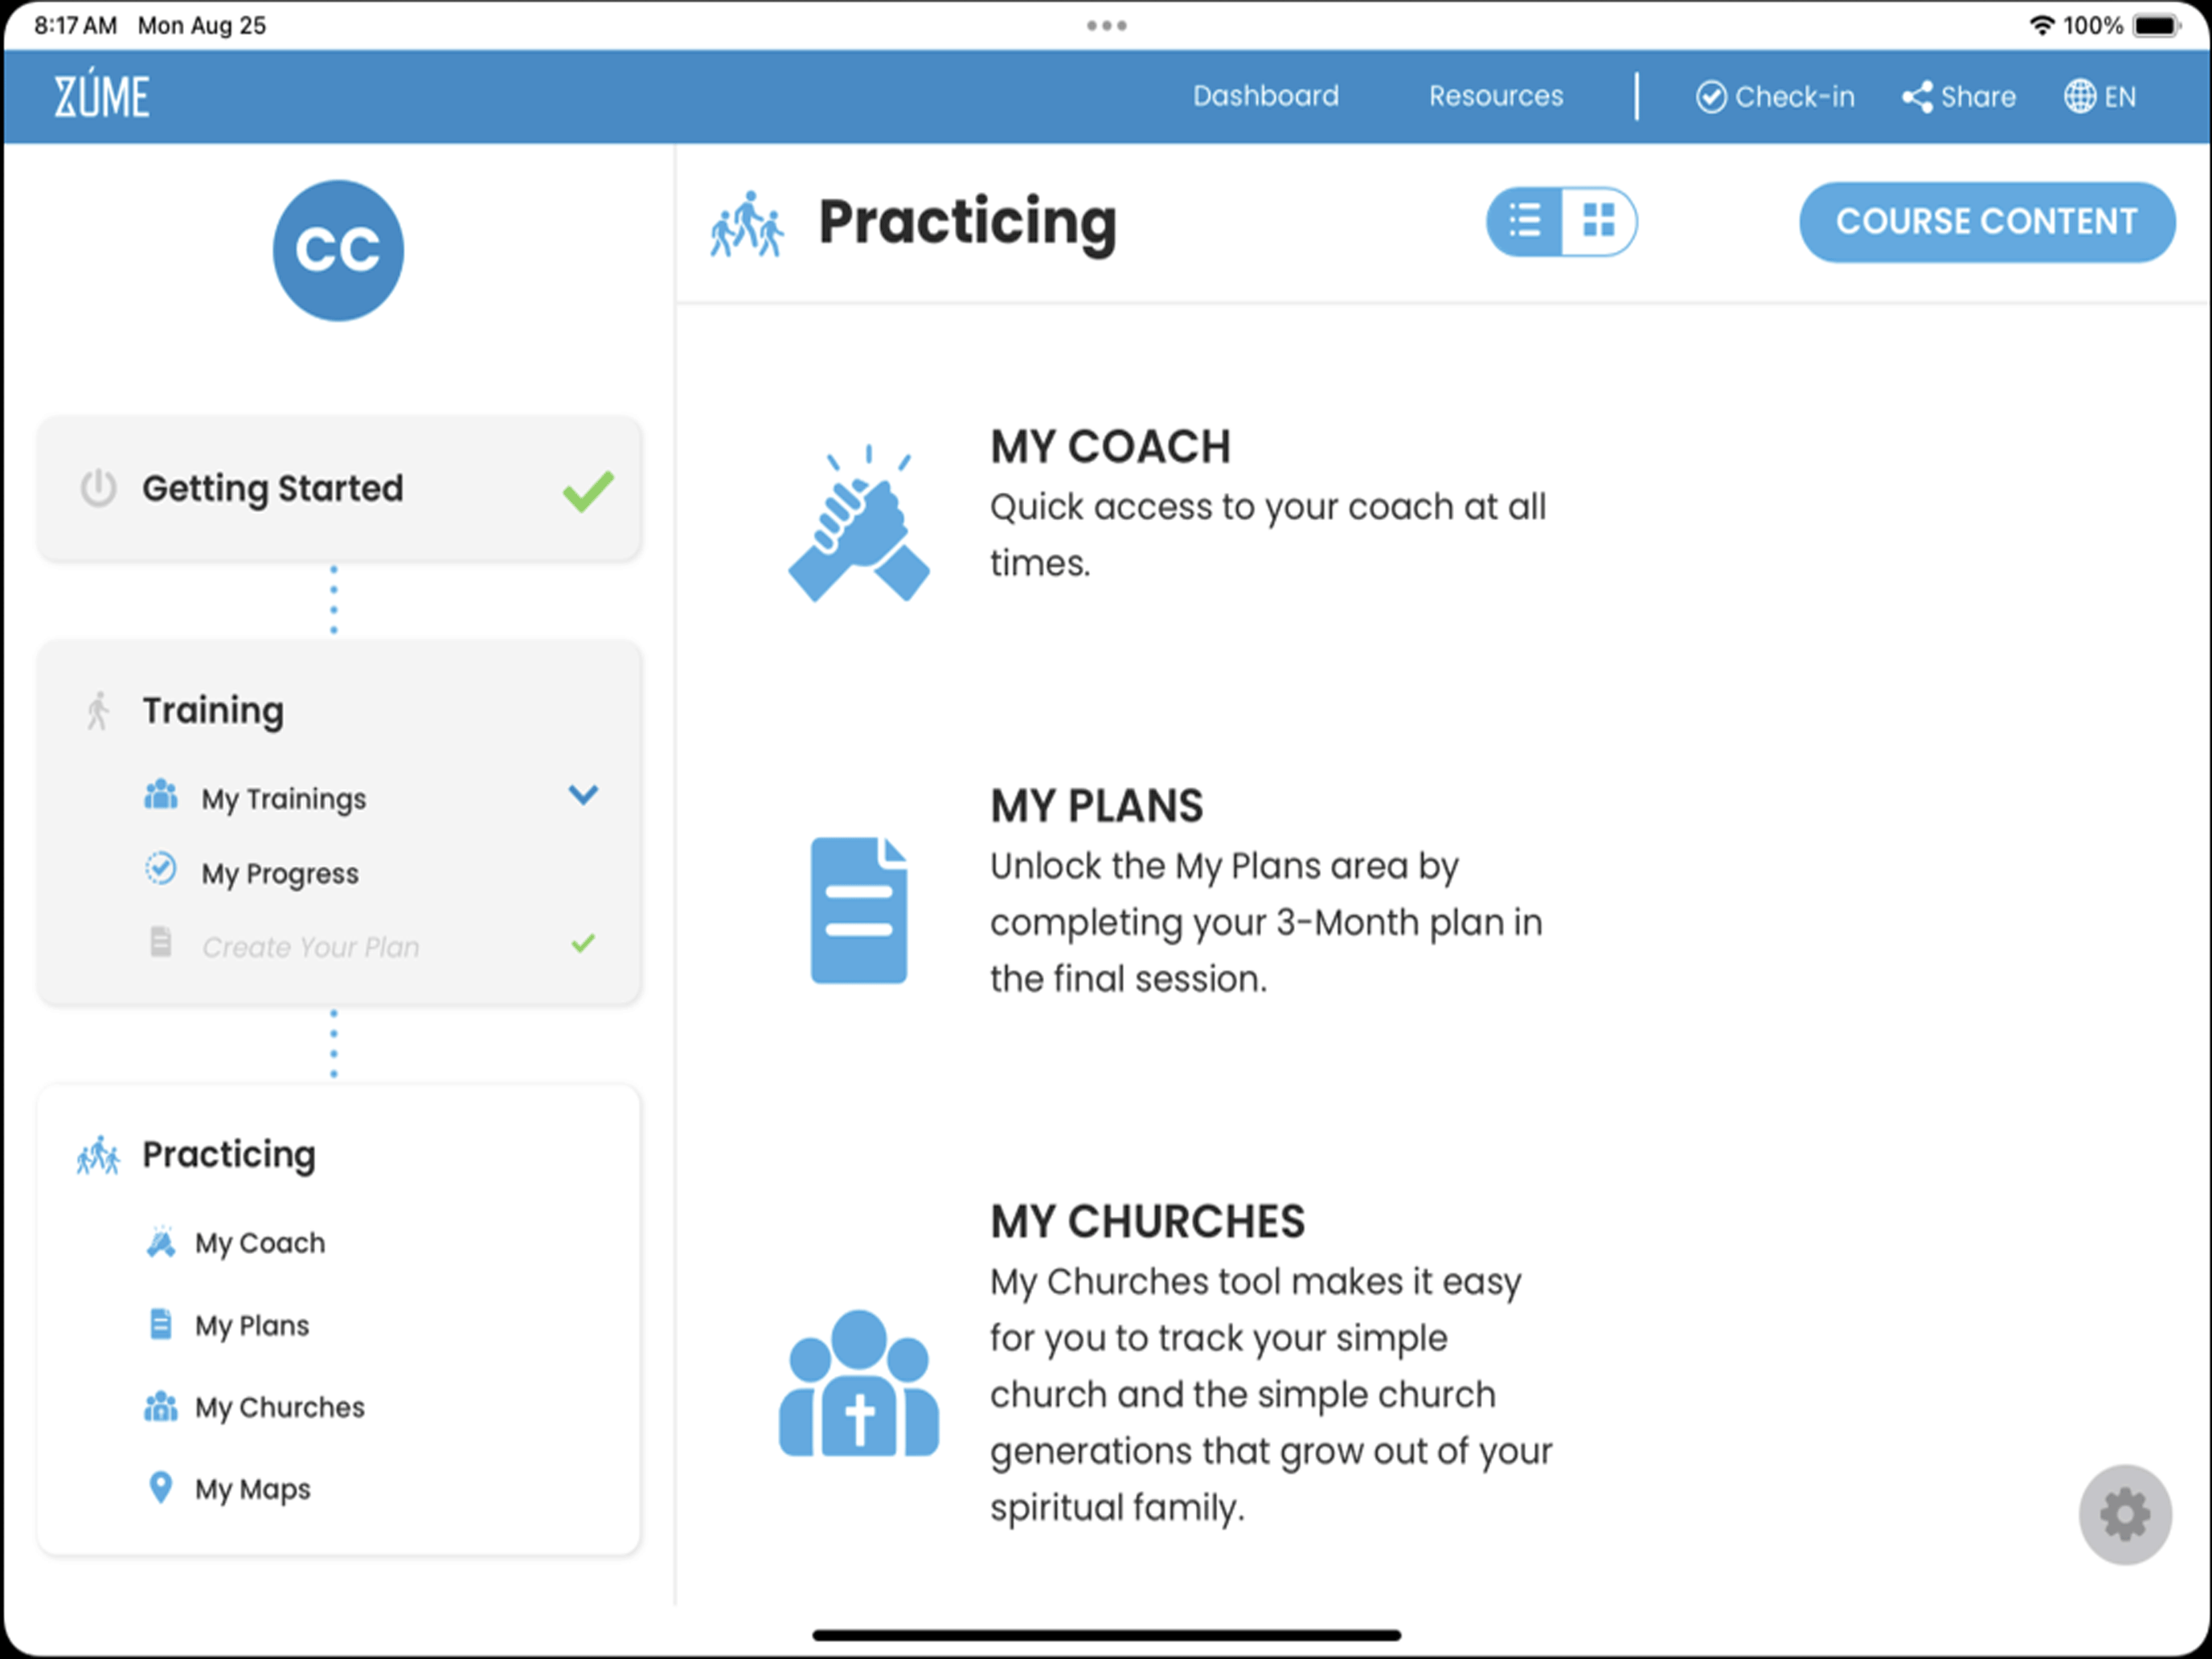 8:17 AM Mon Aug 25
100%
ZÚME
Dashboard
Resources
Check-in
Share
EN
CC
Practicing
COURSE CONTENT
Getting Started
Training
My Trainings
My Progress
Create Your Plan
Practicing
My Coach
My Plans
My Churches
My Maps
MY COACH
Quick access to your coach at all
times.
MY PLANS
Unlock the My Plans area by
completing your 3-Month plan in
the final session.
MY CHURCHES
My Churches tool makes it easy
for you to track your simple
church and the simple church
generations that grow out of your
spiritual family.